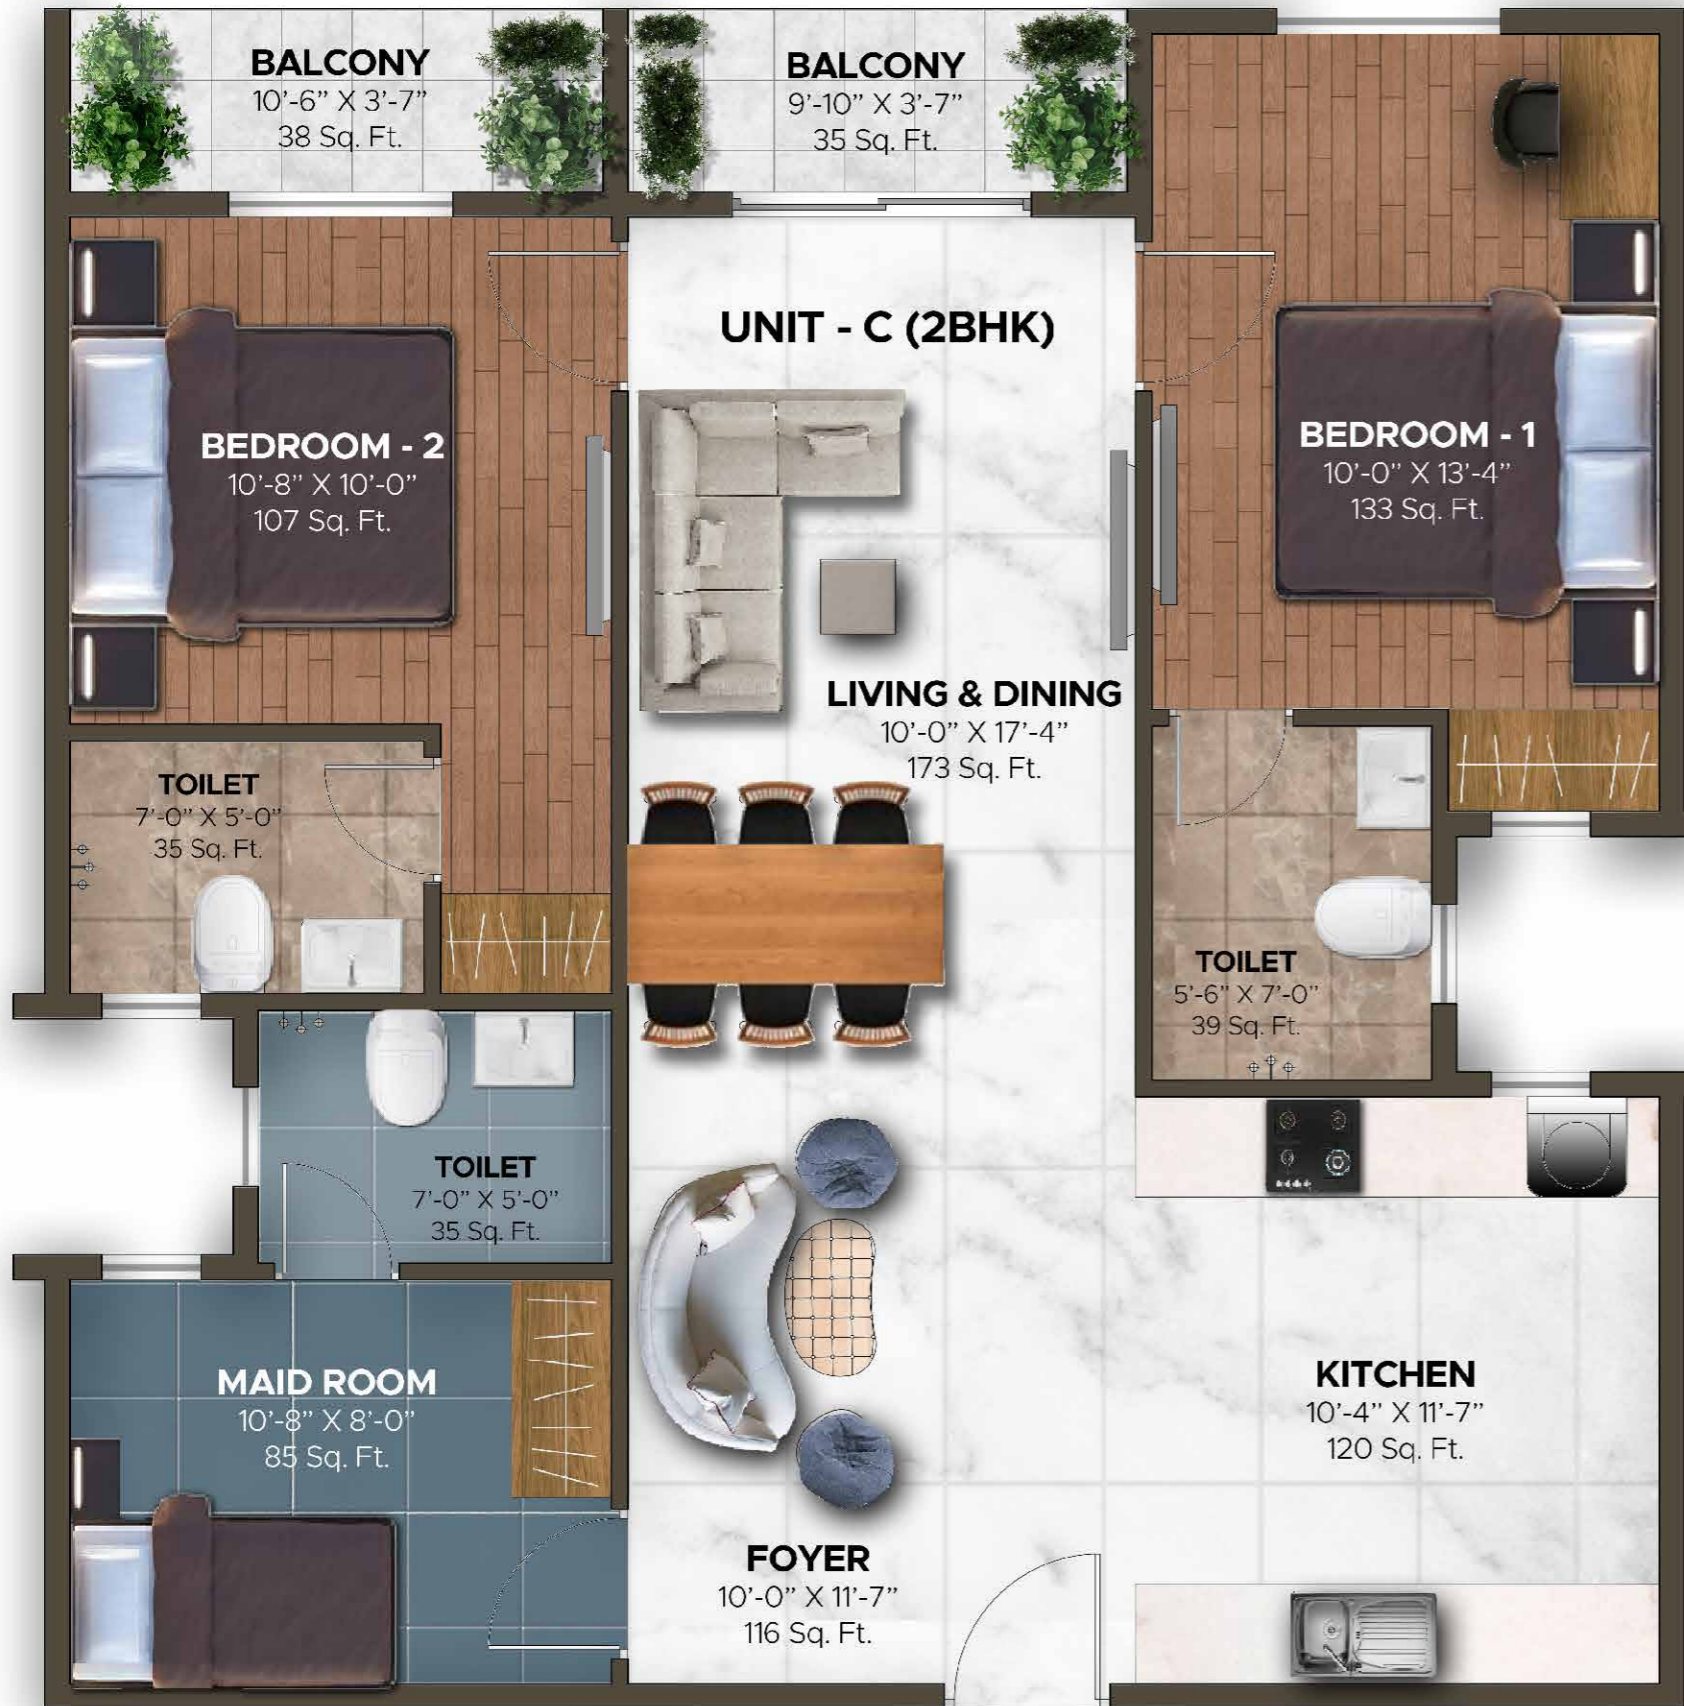 BALCONY
10'-6” X 3'-7”
38 Sq. Ft.
BALCONY
9'-10” X 3'-7”
35 Sq. Ft.
UNIT - C (2BHK)
BEDROOM - 2
10'-8” X 10'-0”
107 Sq. Ft.
BEDROOM - 1
10'-0” X 13'-4”
133 Sq. Ft.
LIVING & DINING
10'-0” X 17'-4”
173 Sq. Ft.
TOILET
7'-0” X 5'-0”
35 Sq. Ft.
TOILET
5'-6” X 7'-0”
39 Sq. Ft.
TOILET
7'-0” X 5'-0”
35 Sq. Ft.
MAID ROOM
10'-8” X 8'-0”
85 Sq. Ft.
KITCHEN
10'-4” X 11'-7”
120 Sq. Ft.
FOYER
10'-0” X 11'-7”
116 Sq. Ft.